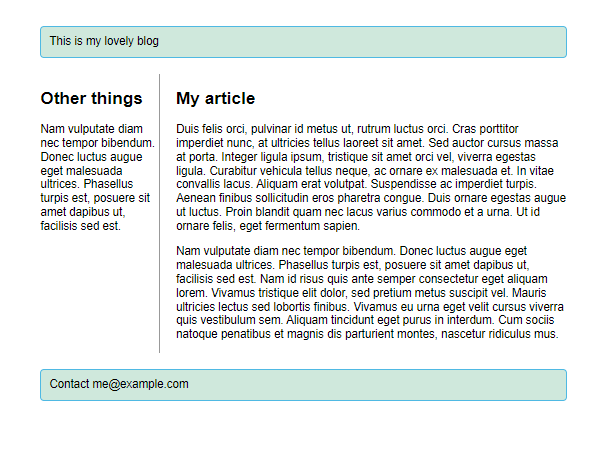 This is my lovely blog
Other things
Nam vulputate diam
nec tempor bibendum.
Donec luctus augue
eget malesuada
ultrices. Phasellus
turpis est, posuere sit
amet dapibus ut,
facilisis sed est.
My article
Duis felis orci, pulvinar id metus ut, rutrum luctus orci. Cras porttitor
imperdiet nunc, at ultricies tellus laoreet sit amet. Sed auctor cursus massa
at porta. Integer ligula ipsum, tristique sit amet orci vel, viverra egestas
ligula. Curabitur vehicula tellus neque, ac ornare ex malesuada et. In vitae
convallis lacus. Aliquam erat volutpat. Suspendisse ac imperdiet turpis.
Aenean finibus sollicitudin eros pharetra congue. Duis ornare egestas augue
ut luctus. Proin blandit quam nec lacus varius commodo et a urna. Ut id
ornare felis, eget fermentum sapien.
Nam vulputate diam nec tempor bibendum. Donec luctus augue eget
malesuada ultrices. Phasellus turpis est, posuere sit amet dapibus ut,
facilisis sed est. Nam id risus quis ante semper consectetur eget aliquam
lorem. Vivamus tristique elit dolor, sed pretium metus suscipit vel. Mauris
ultricies lectus sed lobortis finibus. Vivamus eu urna eget velit cursus viverra
quis vestibulum sem. Aliquam tincidunt eget purus in interdum. Cum sociis
natoque penatibus et magnis dis parturient montes, nascetur ridiculus mus.
Contact me@example.com